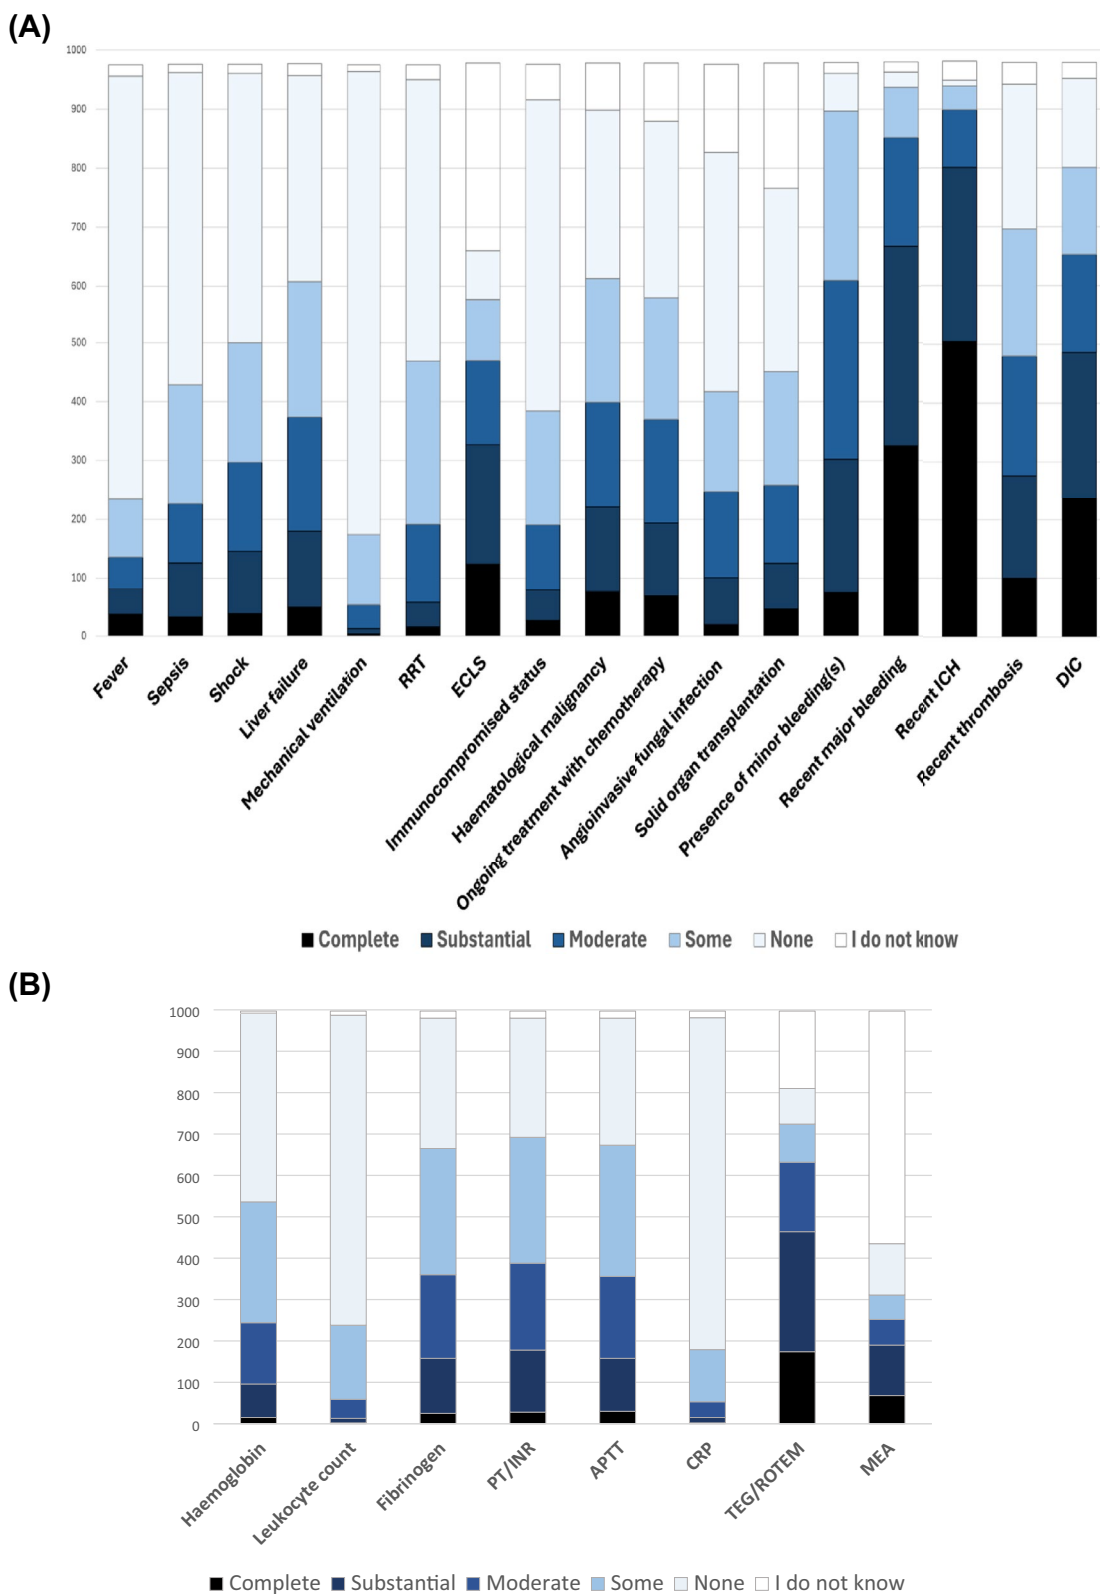 (A)
1000
900
800
700
600
500
400
300
200
100
0
Fever
Sepsis
Shock
Liver failure
Mechanical ventilation
RRT
ECLS
Immunocompromised status
Haematological malignancy
Ongoing treatment with chemotherapy
Angioinvasive fungal infection
Solid organ transplantation
Presence of minor bleeding(s)
Recent major bleeding
Recent ICH
Recent thrombosis
DIC
Complete Substantial Moderate Some None I do not know
(B)
1000
900
800
700
600
500
400
300
200
100
0
Haemoglobin
Leukocyte count
Fibrinogen
PT/INR
APTT
CRP
TEG/ROTEM
MEA
Complete Substantial Moderate Some None I do not know